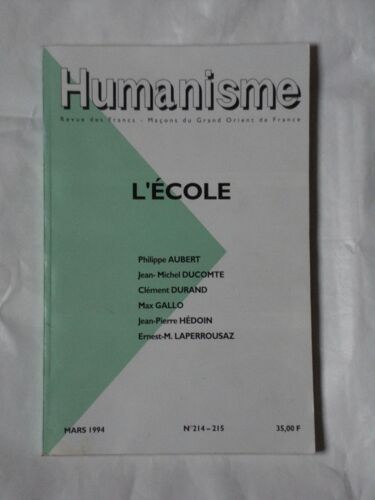 Humanisme
Revue des Francs - Maçons du Grand Orient de France
L'ÉCOLE
Philippe AUBERT
Jean- Michel DUCOMTE
Clément DURAND
Max GALLO
Jean-Pierre HÉDOIN
Ernest-M. LAPERROUSAZ
MARS 1994 N°214-215 35,00 F